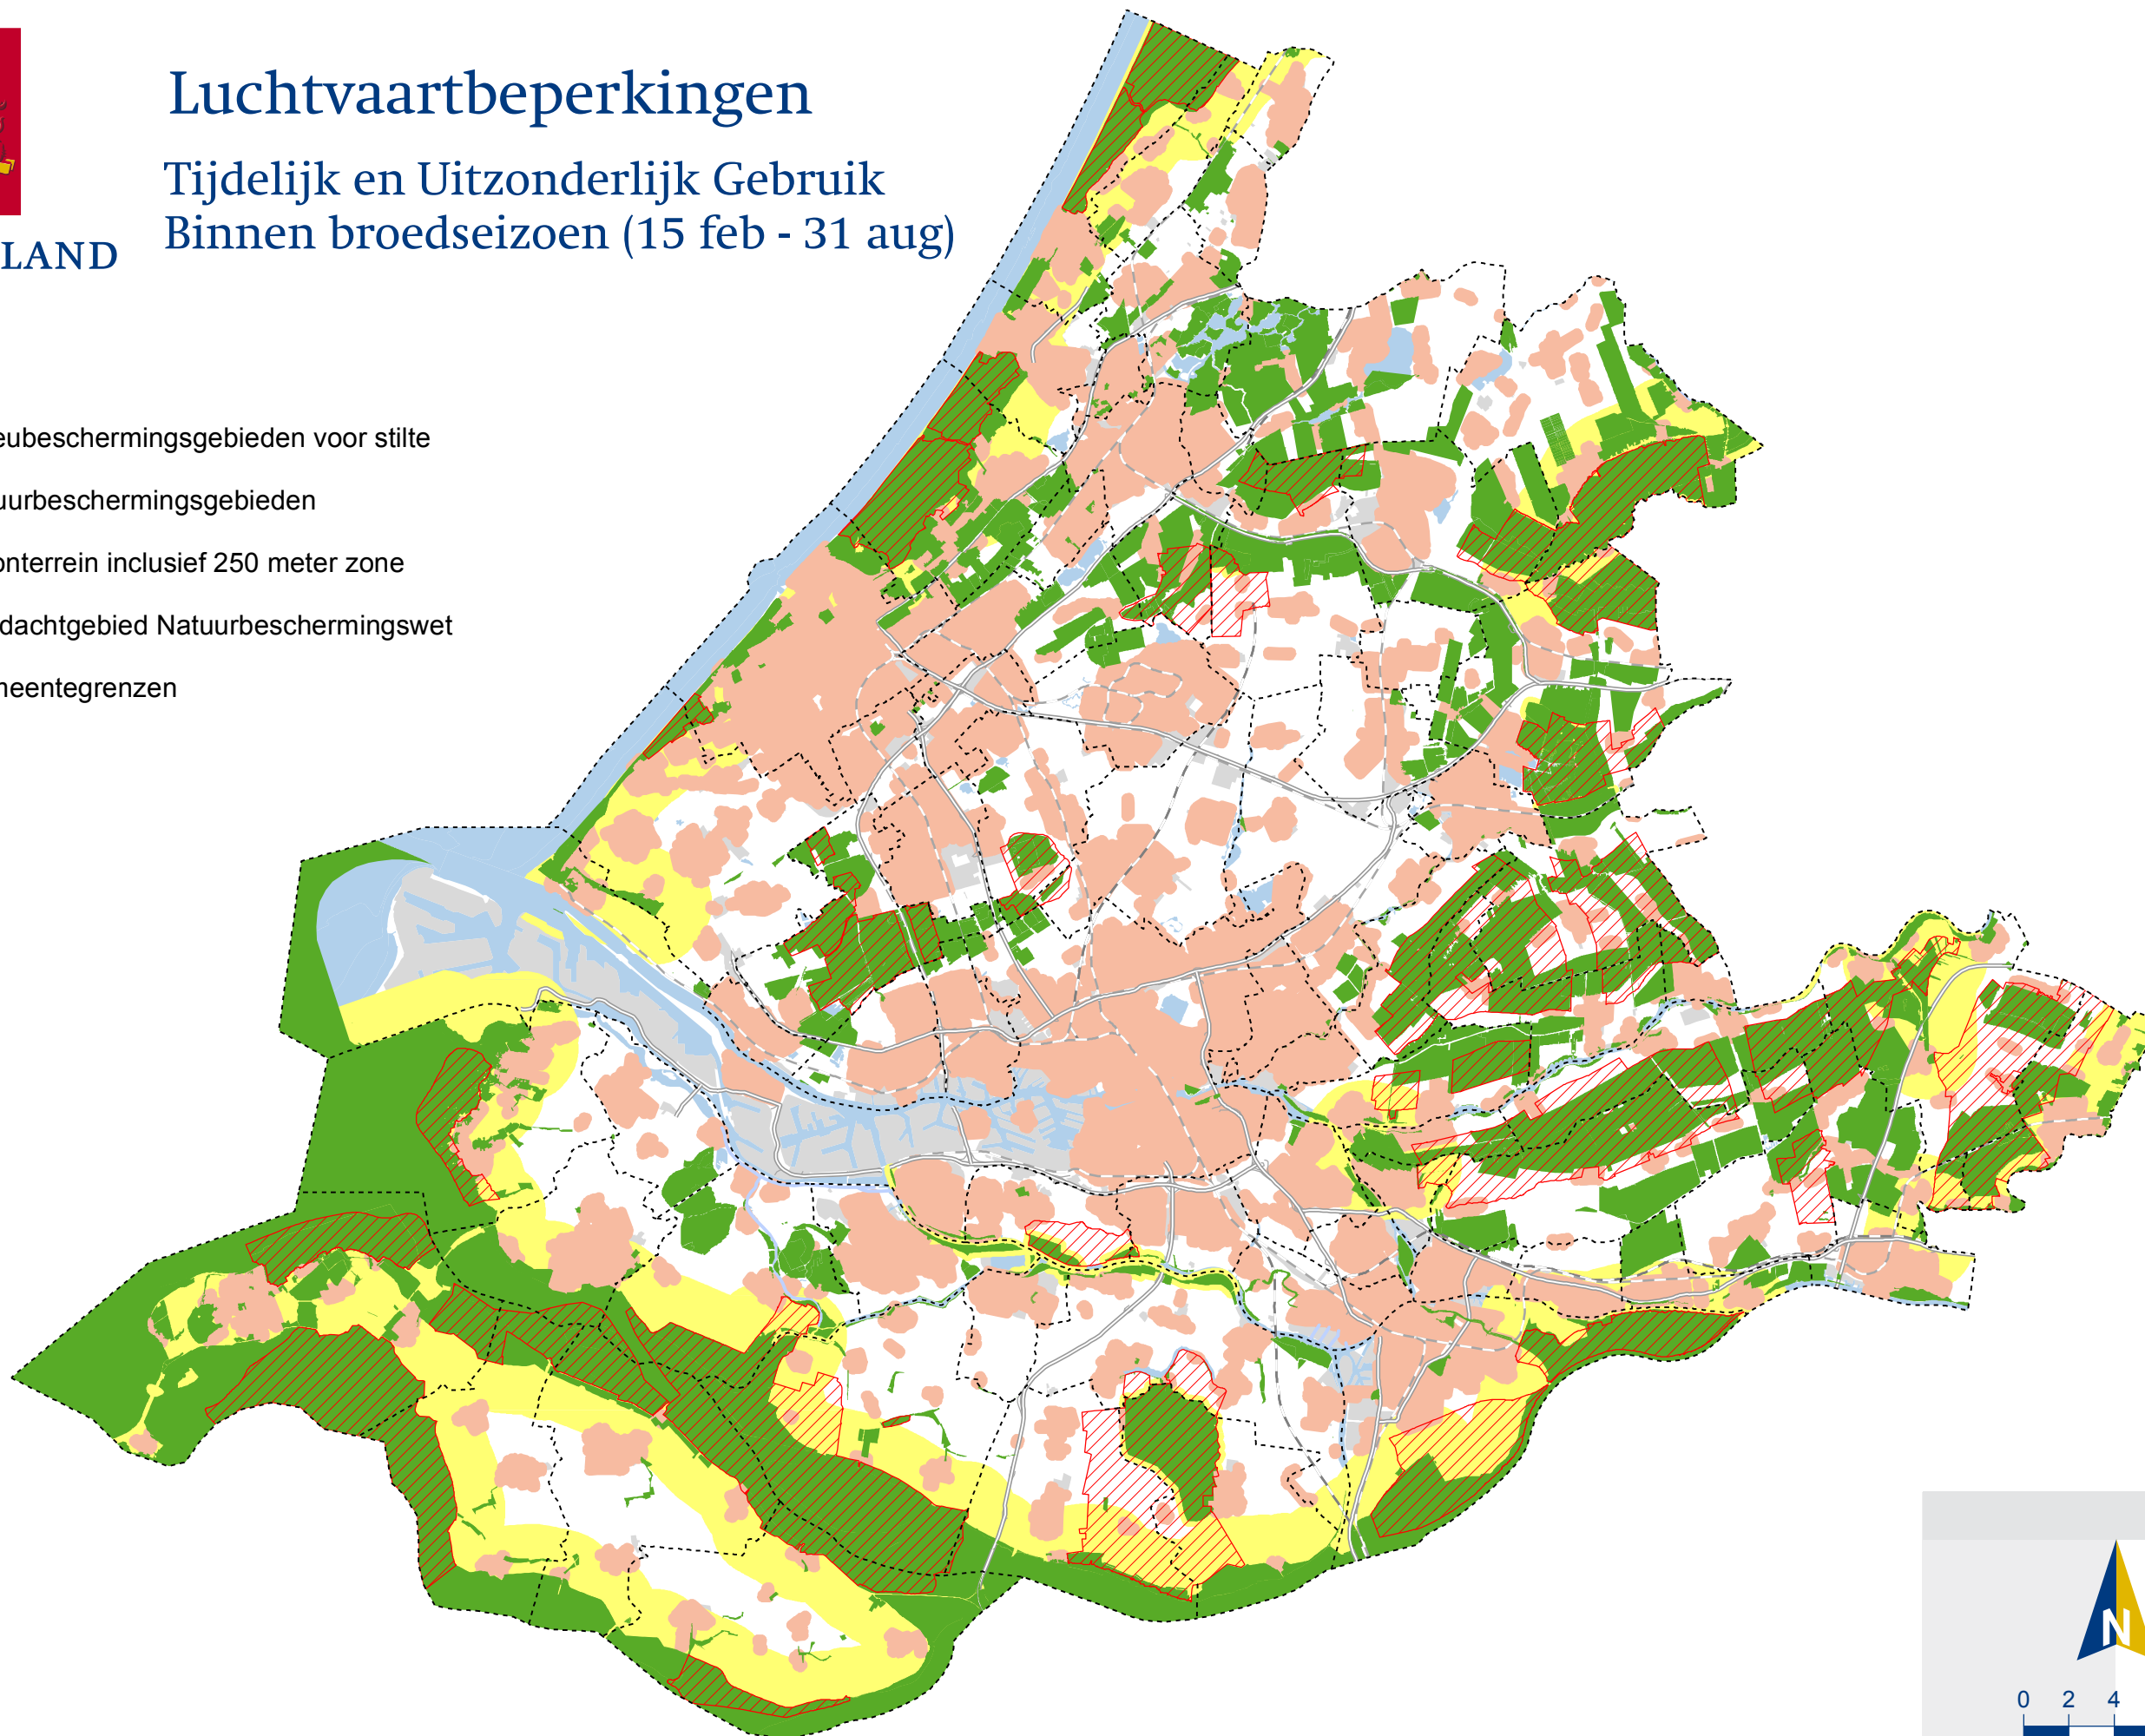 Luchtvaartbeperkingen
Tijdelijk en Uitzonderlijk Gebruik
Binnen broedseizoen (15 feb - 31 aug)
LAND
eubeschermingsgebieden voor stilte
uurbeschermingsgebieden
onterrein inclusief 250 meter zone
dachtgebied Natuurbeschermingswet
neentegrenzen
N
0 2 4